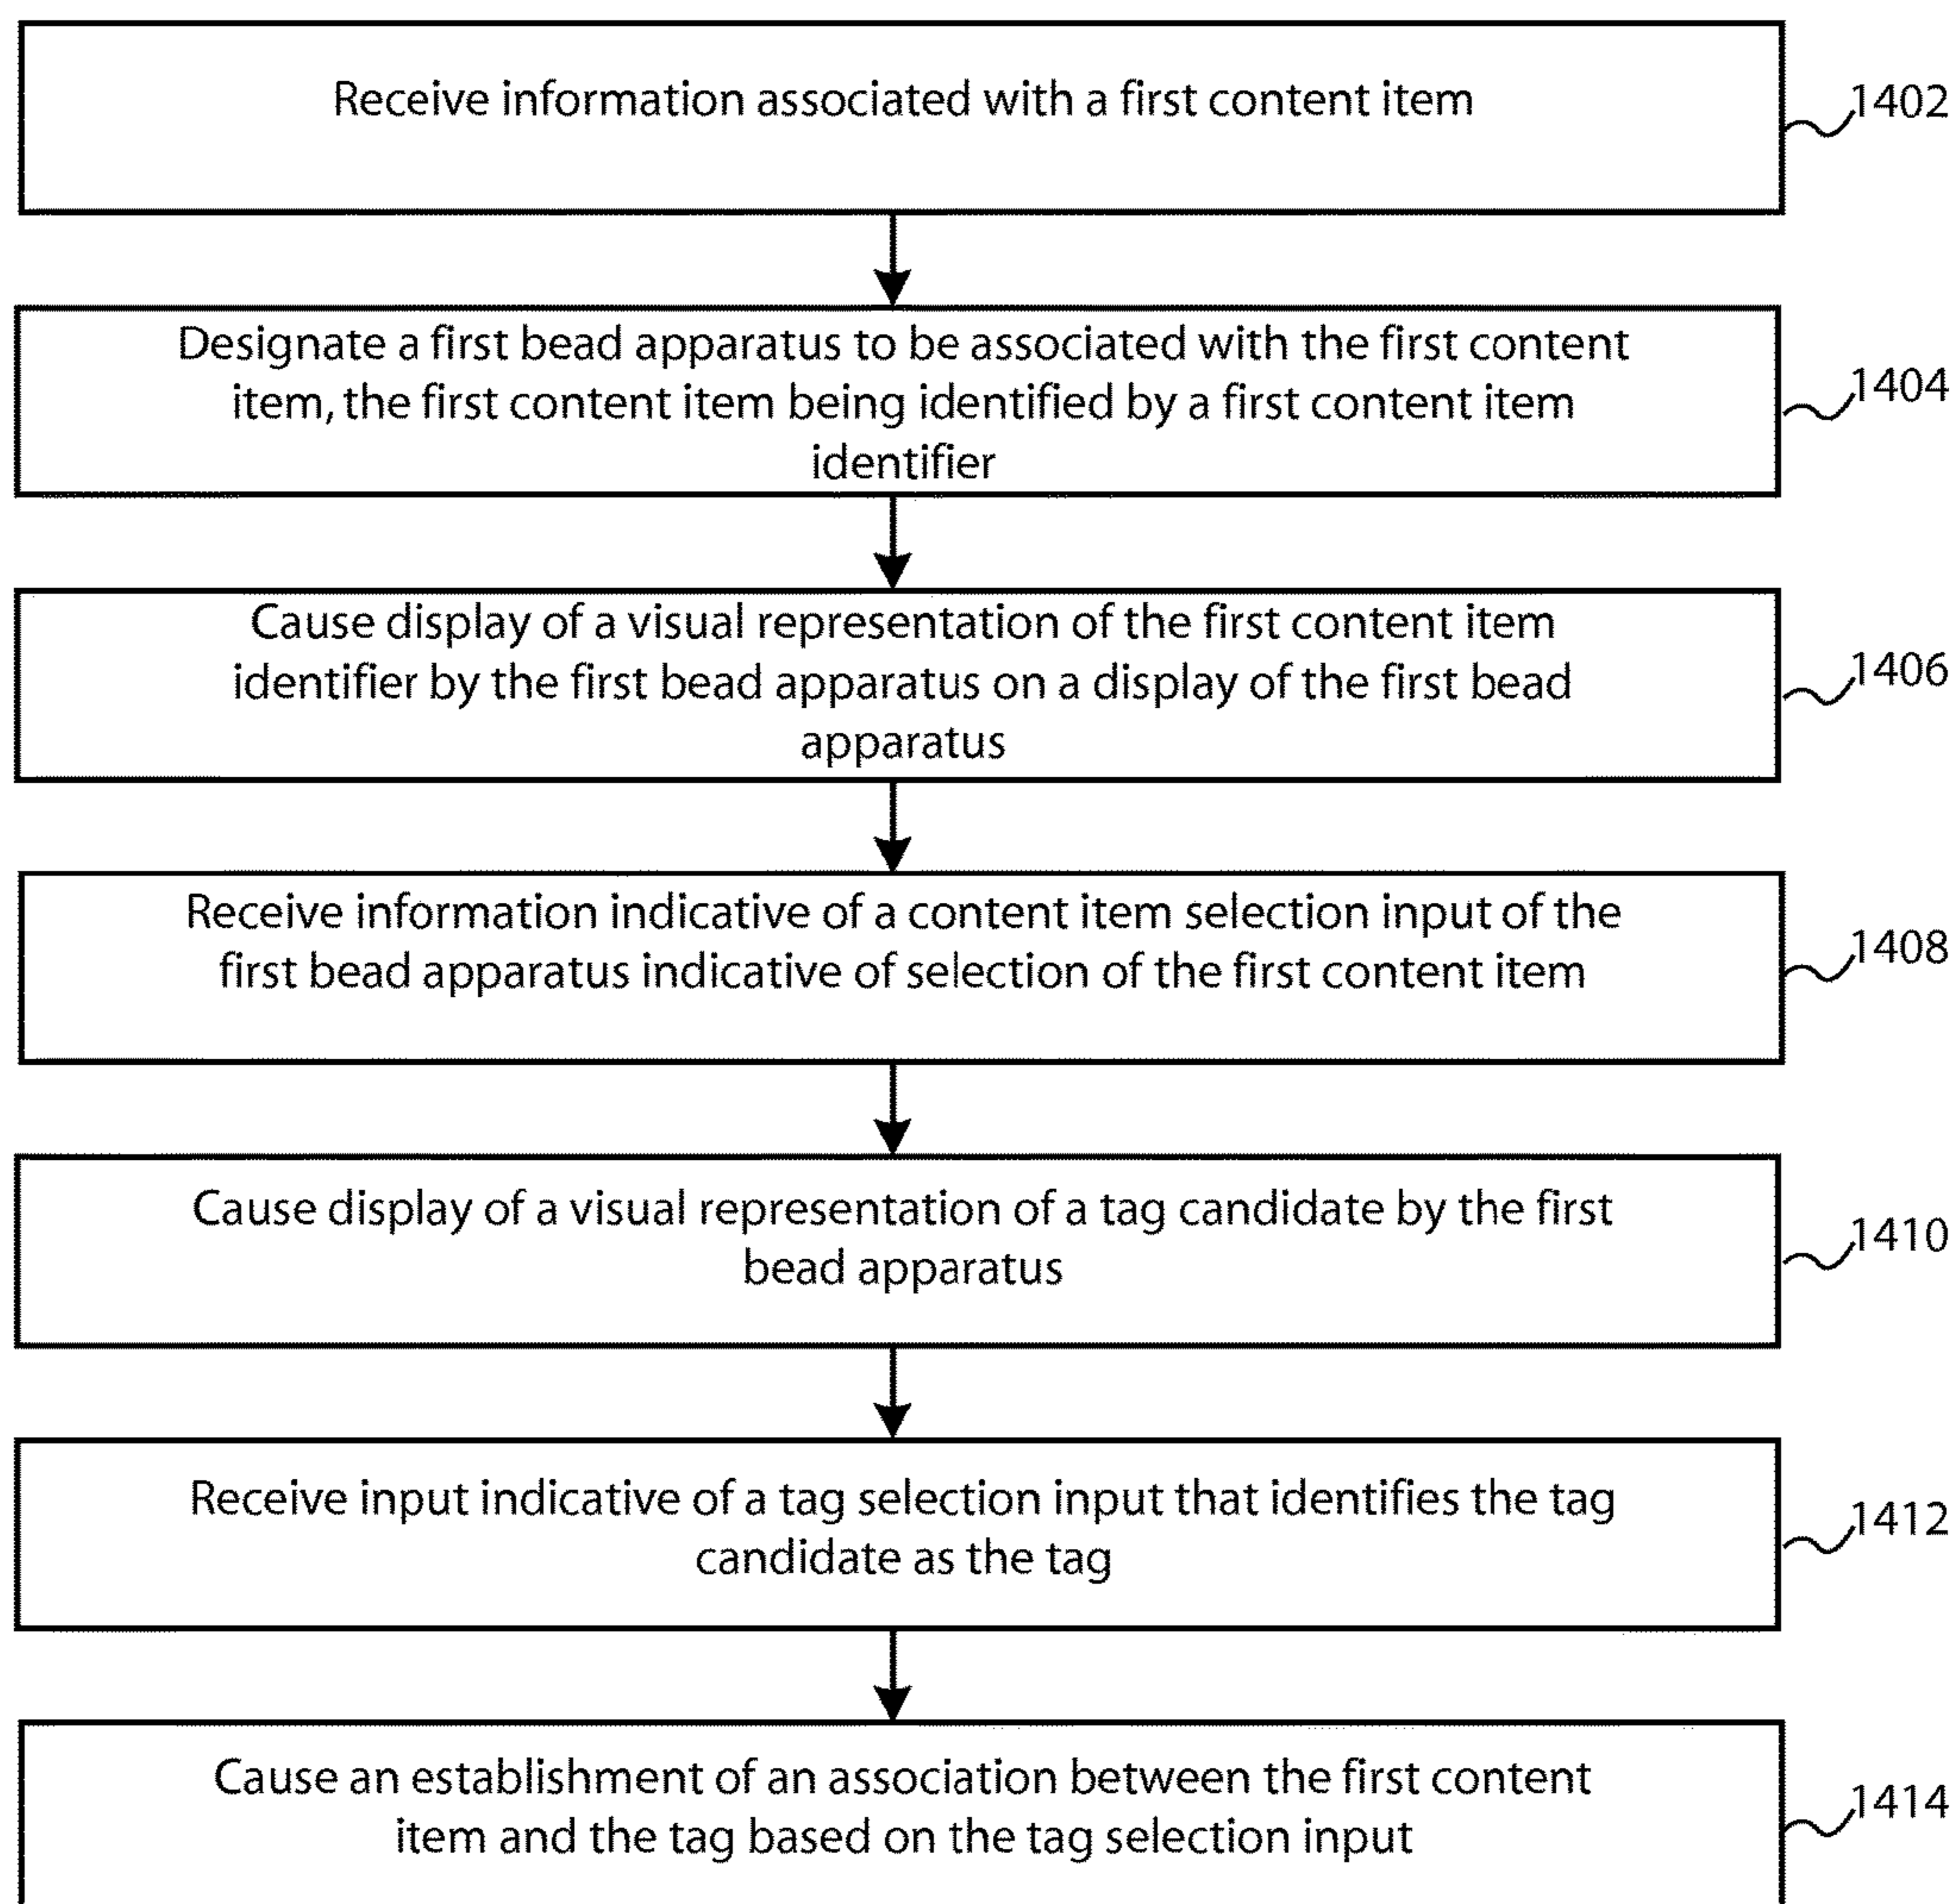 Receive information associated with a first content item
1402
Designate a first bead apparatus to be associated with the first content
item, the first content item being identified by a first content item
identifier
1404
Cause display of a visual representation of the first content item
identifier by the first bead apparatus on a display of the first bead
apparatus
1406
Receive information indicative of a content item selection input of the
first bead apparatus indicative of selection of the first content item
1408
Cause display of a visual representation of a tag candidate by the first
bead apparatus
1410
Receive input indicative of a tag selection input that identifies the tag
candidate as the tag
1412
Cause an establishment of an association between the first content
item and the tag based on the tag selection input
1414